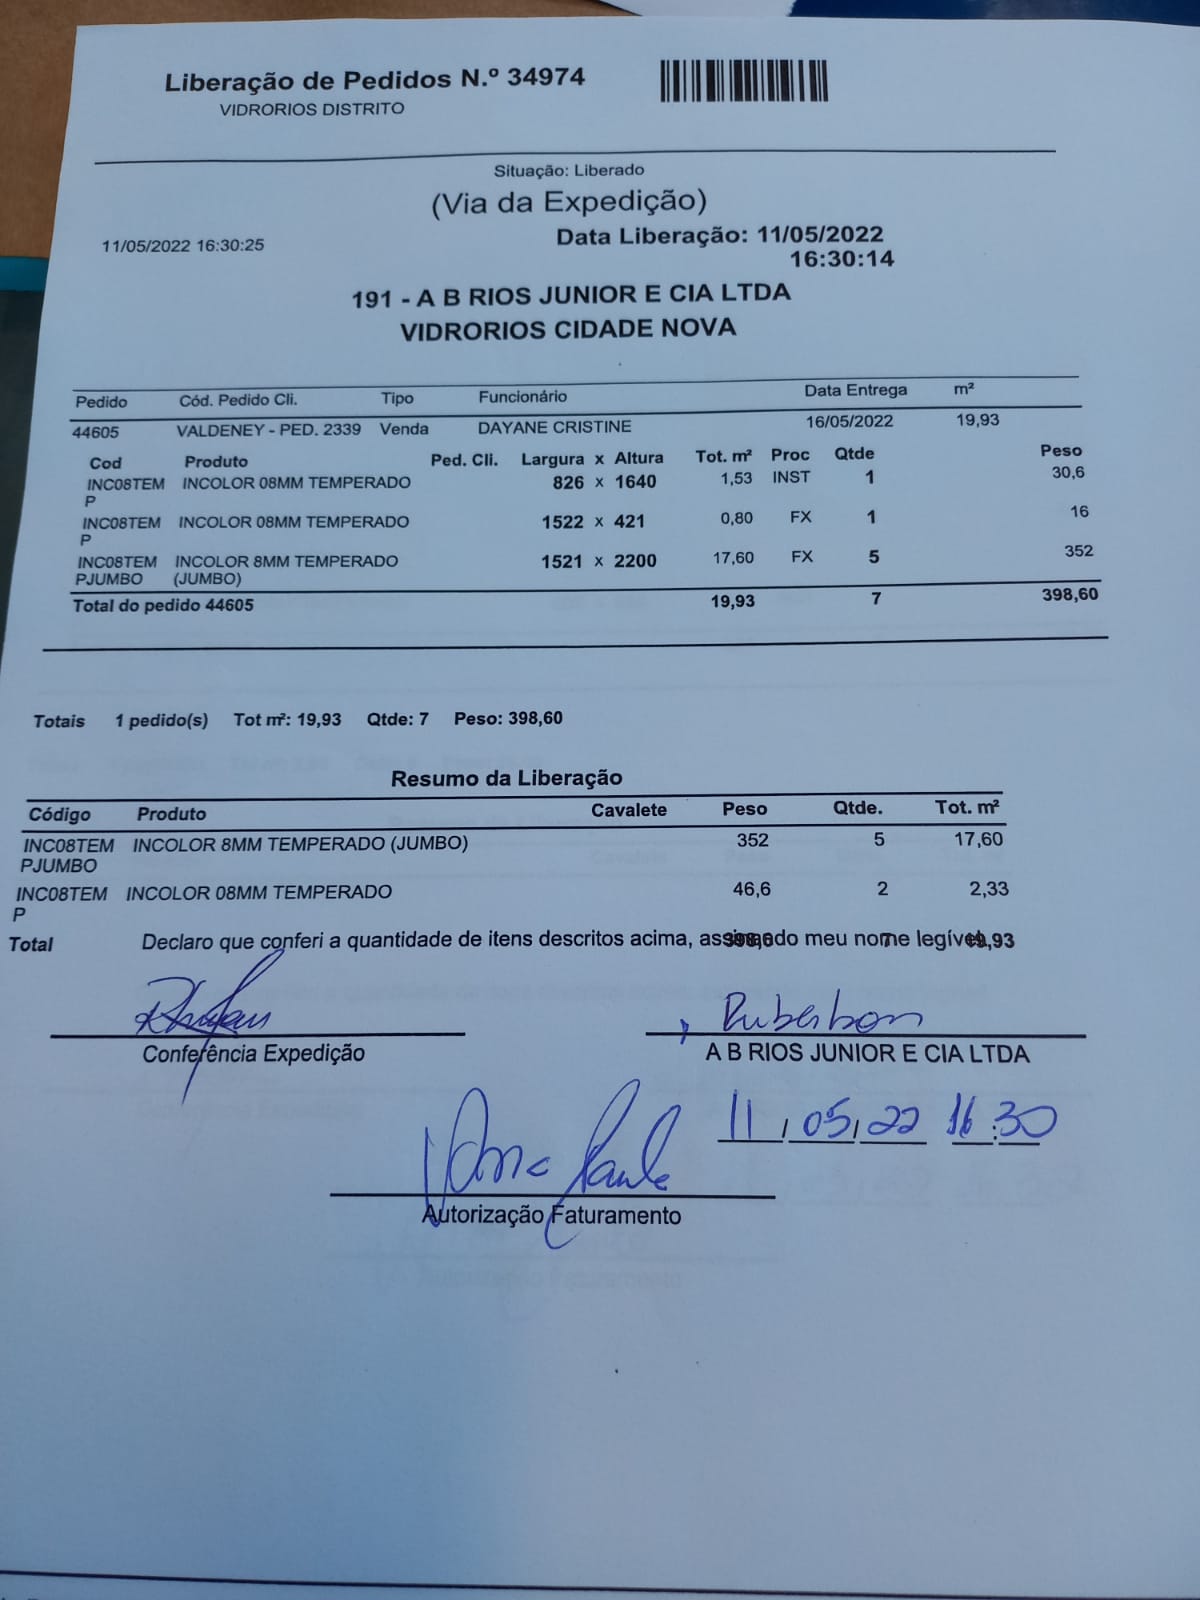 Liberação de Pedidos N.º 34974
VIDRORIOS DISTRITO
Situação: Liberado
(Via da Expedição)
11/05/2022 16:30:25
Data Liberação: 11/05/2022
16:30:14
191 - A B RIOS JUNIOR E CIA LTDA
VIDRORIOS CIDADE NOVA
Pedido Cód. Pedido Cli. Tipo Funcionário Data Entrega m²
44605 VALDENEY - PED. 2339 Venda DAYANE CRISTINE 16/05/2022 19,93
Cod Produto Ped. Cli. Largura x Altura Tot. m² Proc Qtde Peso
INC08TEM INCOLOR 08MM TEMPERADO 826 x 1640 1,53 INST 1 30,6
P
INC08TEM INCOLOR 08MM TEMPERADO 1522 x 421 0,80 FX 1 16
P
INC08TEM INCOLOR 8MM TEMPERADO 1521 x 2200 17,60 FX 5 352
PJUMBO (JUMBO)
Total do pedido 44605 19,93 7 398,60
Totais 1 pedido(s) Tot m²: 19,93 Qtde: 7 Peso: 398,60
Resumo da Liberação
Código Produto Cavalete Peso Qtde. Tot. m²
INC08TEM INCOLOR 8MM TEMPERADO (JUMBO) 352 5 17,60
PJUMBO
INC08TEM INCOLOR 08MM TEMPERADO 46,6 2 2,33
P
Total Declaro que conferi a quantidade de itens descritos acima, assinando meu nome legível 398,6 7 19,93
Conferência Expedição
A B RIOS JUNIOR E CIA LTDA
11/05/22 16:30
Autorização Faturamento